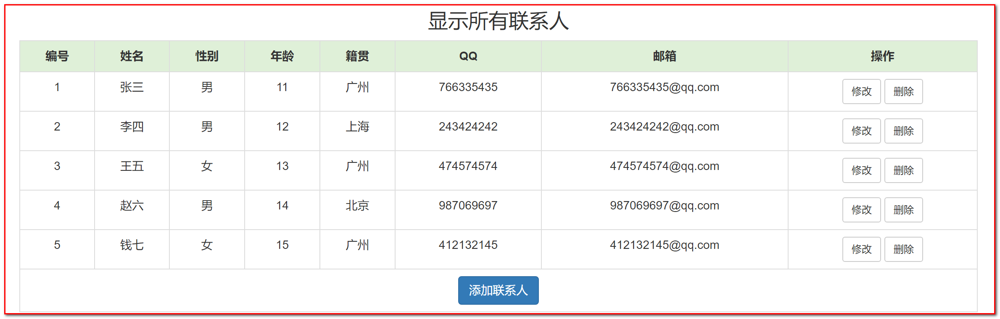 显示所有联系人
编号 姓名 性别 年龄 籍贯 QQ 邮箱 操作
1 张三 男 11 广州 766335435 766335435@qq.com 修改 删除
2 李四 男 12 上海 243424242 243424242@qq.com 修改 删除
3 王五 女 13 广州 474574574 474574574@qq.com 修改 删除
4 赵六 男 14 北京 987069697 987069697@qq.com 修改 删除
5 钱七 女 15 广州 412132145 412132145@qq.com 修改 删除
添加联系人